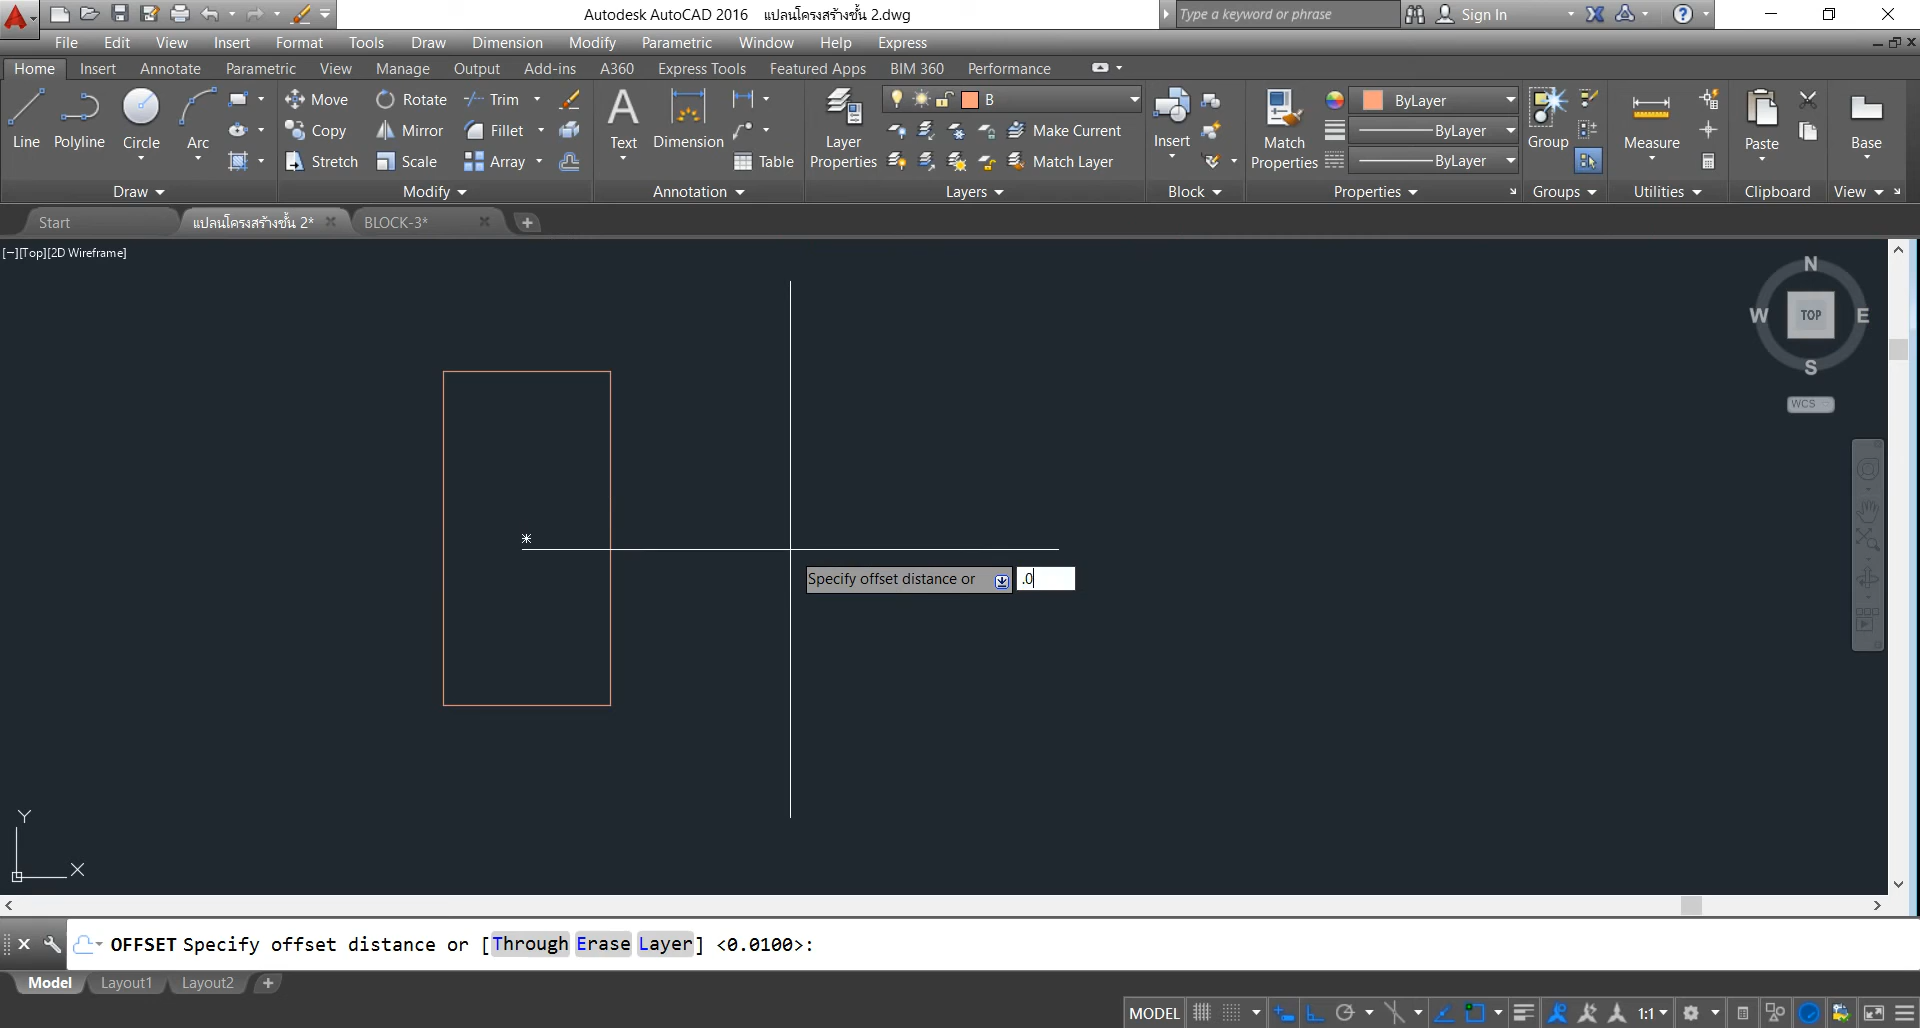 Autodesk AutoCAD 2016 แปลนโครงสร้างชั้น 2.dwg
Type a keyword or phrase
Sign In
File Edit View Insert Format Tools Draw Dimension Modify Parametric Window Help Express
Home Insert Annotate Parametric View Manage Output Add-ins A360 Express Tools Featured Apps BIM 360 Performance
Line Polyline Circle Arc
Draw
Move Rotate Trim
Copy Mirror Fillet
Stretch Scale Array
Modify
Text Dimension Table
Annotation
Layer Properties
B
Make Current
Match Layer
Layers
Insert
Block
Match Properties
ByLayer
ByLayer
ByLayer
Properties
Group
Groups
Measure
Utilities
Paste
Clipboard
Base
View
Start แปลนโครงสร้างชั้น 2* BLOCK-3*
[−][Top][2D Wireframe]
N
W TOP E
S
WCS
Specify offset distance or .0
Y
X
OFFSET Specify offset distance or [Through Erase Layer] <0.0100>:
Model Layout1 Layout2
MODEL 1:1